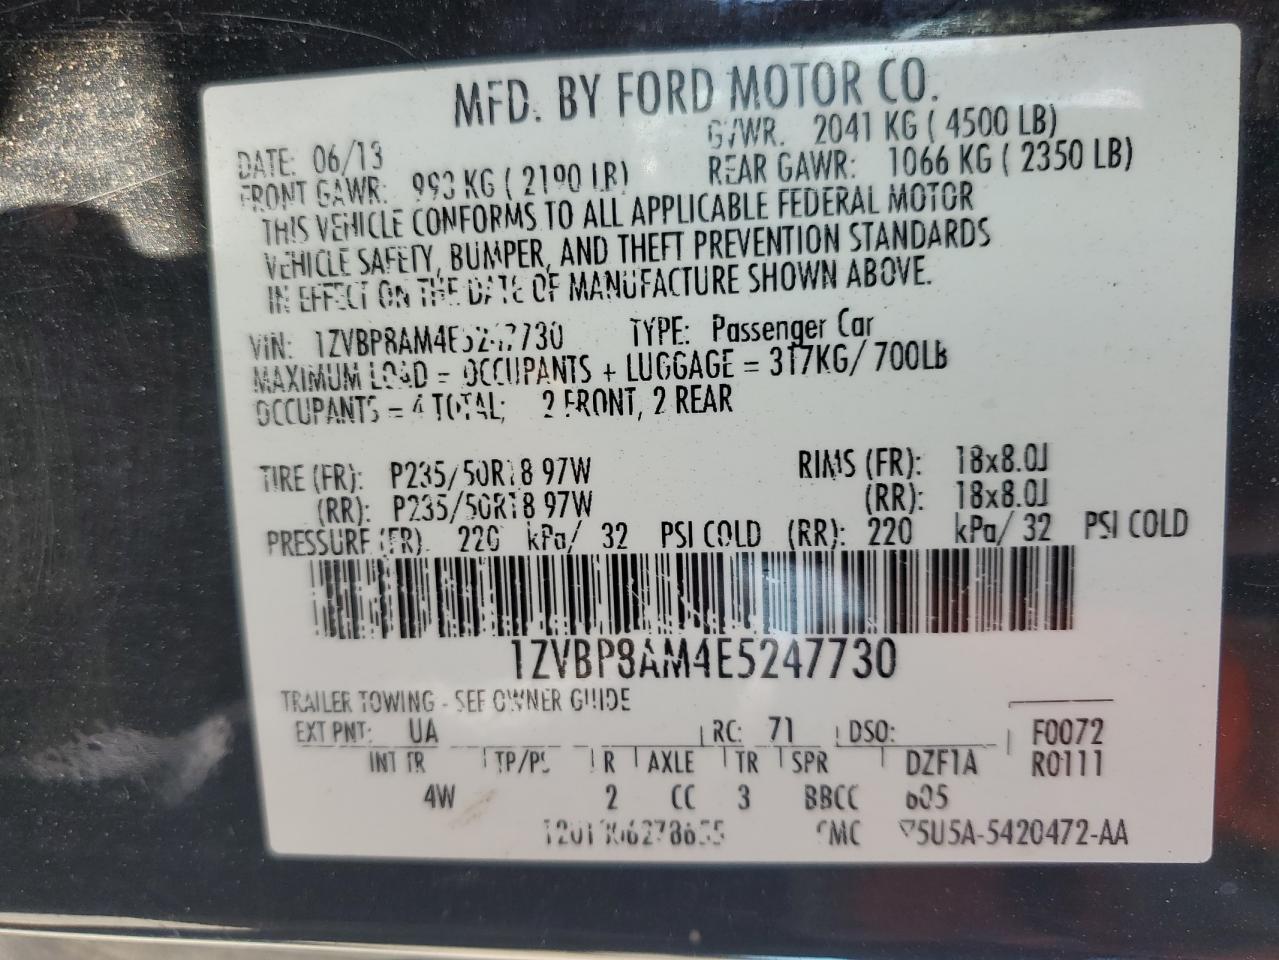 MFD. BY FORD MOTOR CO.
DATE: 06/13 GVWR. 2041 KG ( 4500 LB)
FRONT GAWR: 993 KG ( 2190 LB) REAR GAWR: 1066 KG ( 2350 LB)
THIS VEHICLE CONFORMS TO ALL APPLICABLE FEDERAL MOTOR
VEHICLE SAFETY, BUMPER, AND THEFT PREVENTION STANDARDS
IN EFFECT ON THE DATE OF MANUFACTURE SHOWN ABOVE.
VIN: 1ZVBP8AM4E5247730 TYPE: Passenger Car
MAXIMUM LOAD = OCCUPANTS + LUGGAGE = 317KG/ 700LB
OCCUPANTS = 4 TOTAL; 2 FRONT, 2 REAR
TIRE (FR): P235/50R18 97W RIMS (FR): 18x8.0J
(RR): P235/50R18 97W (RR): 18x8.0J
PRESSURE (FR). 220 kPa/ 32 PSI COLD (RR): 220 kPa/ 32 PSI COLD
1ZVBP8AM4E5247730
TRAILER TOWING - SEE OWNER GUIDE
EXT PNT: UA RC: 71 DSO: F0072
INT TR TP/PS R AXLE TR SPR DZF1A R0111
4W 2 CC 3 BBCC 605
5U5A-5420472-AA